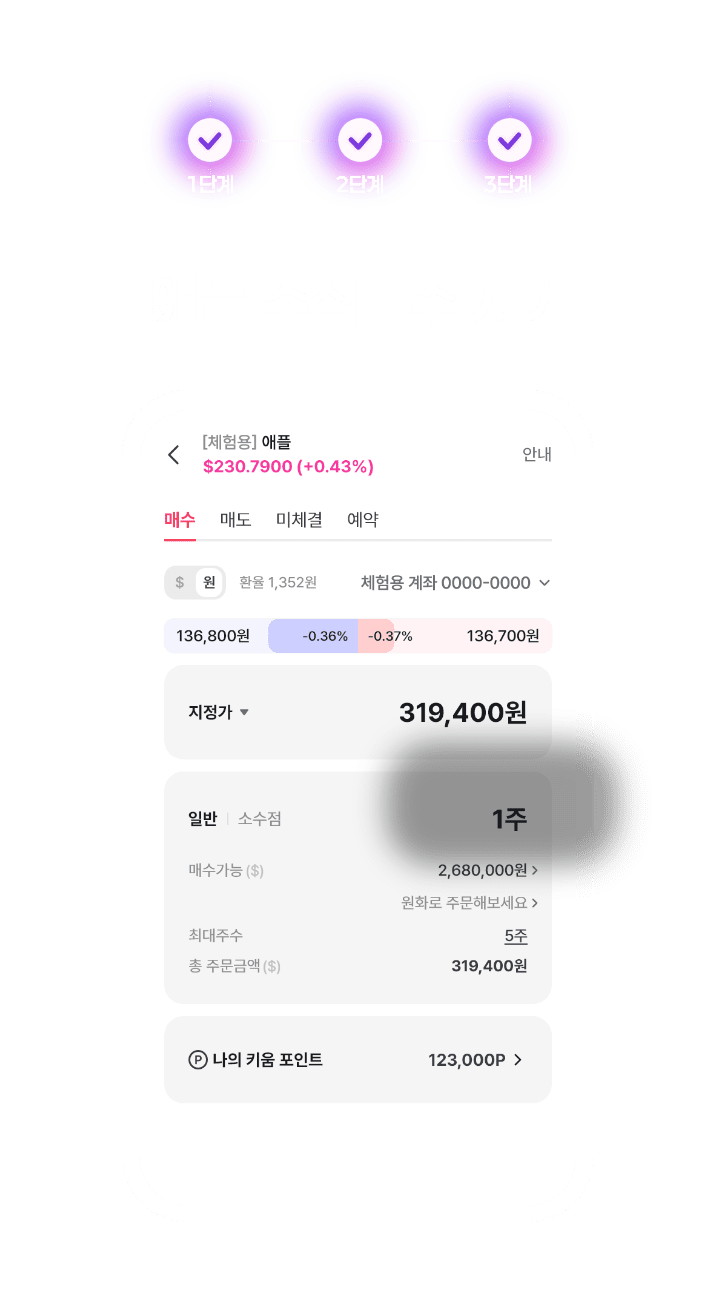 1단계 2단계 3단계
[체험용] 애플
$230.7900 (+0.43%)
안내
매수 매도 미체결 예약
$ 원 환율 1,352원 체험용 계좌 0000-0000
136,800원 -0.36% -0.37% 136,700원
지정가 319,400원
일반 소수점 1주
매수가능 ($) 2,680,000원
원화로 주문해보세요
최대주수 5주
총 주문금액 ($) 319,400원
P 나의 키움 포인트 123,000P